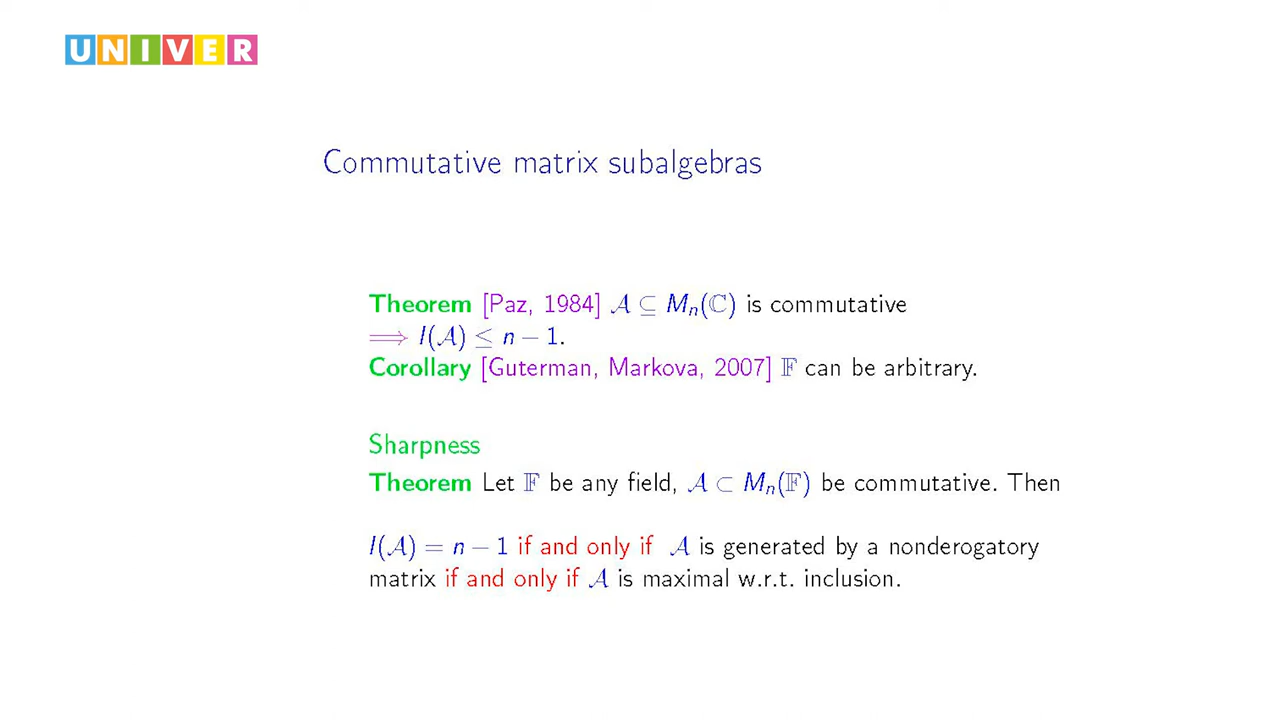 UNIVER
Commutative matrix subalgebras
Theorem [Paz, 1984] 𝒜 ⊆ Mₙ(ℂ) is commutative
⟹ l(𝒜) ≤ n − 1.
Corollary [Guterman, Markova, 2007] 𝔽 can be arbitrary.
Sharpness
Theorem Let 𝔽 be any field, 𝒜 ⊂ Mₙ(𝔽) be commutative. Then
l(𝒜) = n − 1 if and only if 𝒜 is generated by a nonderogatory
matrix if and only if 𝒜 is maximal w.r.t. inclusion.